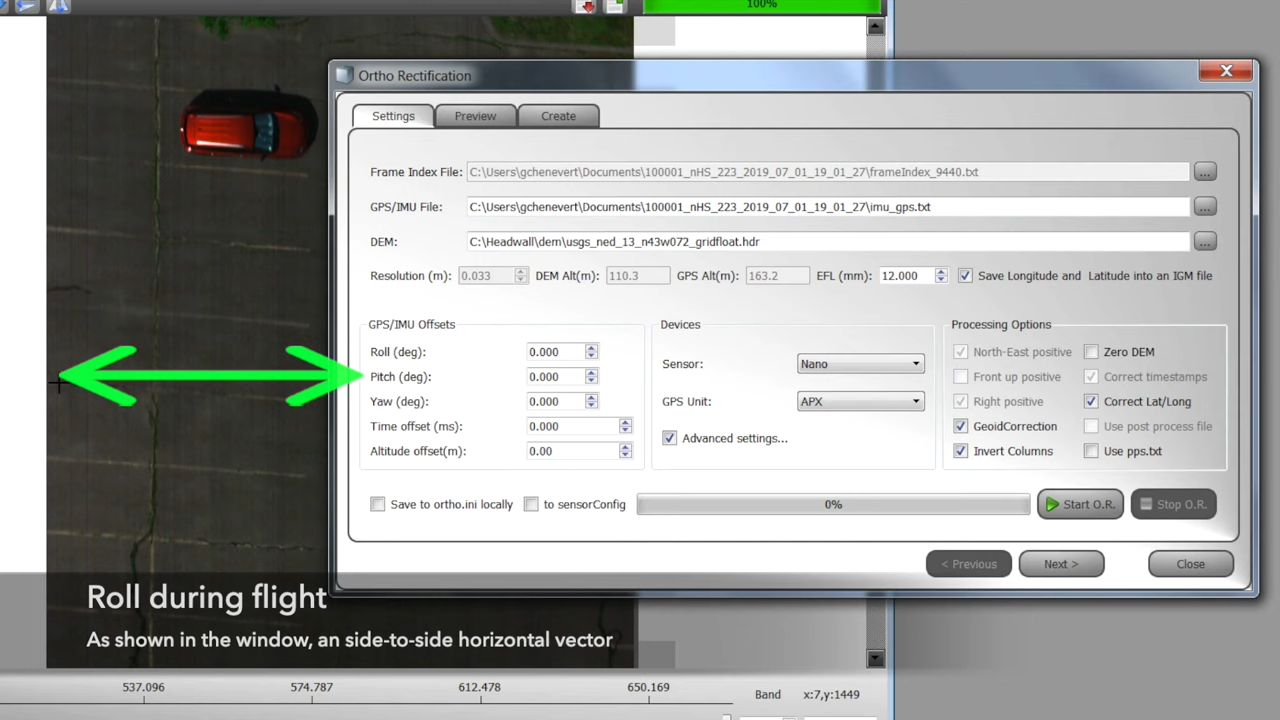 100%
Ortho Rectification
Settings Preview Create
Frame Index File: C:\Users\gchenevert\Documents\100001_nHS_223_2019_07_01_19_01_27\frameIndex_9440.txt ...
GPS/IMU File: C:\Users\gchenevert\Documents\100001_nHS_223_2019_07_01_19_01_27\imu_gps.txt ...
DEM: C:\Headwall\dem\usgs_ned_13_n43w072_gridfloat.hdr ...
Resolution (m): 0.033 DEM Alt(m): 110.3 GPS Alt(m): 163.2 EFL (mm): 12.000 Save Longitude and Latitude into an IGM file
GPS/IMU Offsets Devices Processing Options
Roll (deg): 0.000 Sensor: Nano North-East positive Zero DEM
Pitch (deg): 0.000 Front up positive Correct timestamps
Yaw (deg): 0.000 GPS Unit: APX Right positive Correct Lat/Long
Time offset (ms): 0.000 Advanced settings... GeoidCorrection Use post process file
Altitude offset(m): 0.00 Invert Columns Use pps.txt
Save to ortho.ini locally to sensorConfig 0% Start O.R. Stop O.R.
< Previous Next > Close
Roll during flight
As shown in the window, an side-to-side horizontal vector
537.096 574.787 612.478 650.169 Band x:7,y:1449